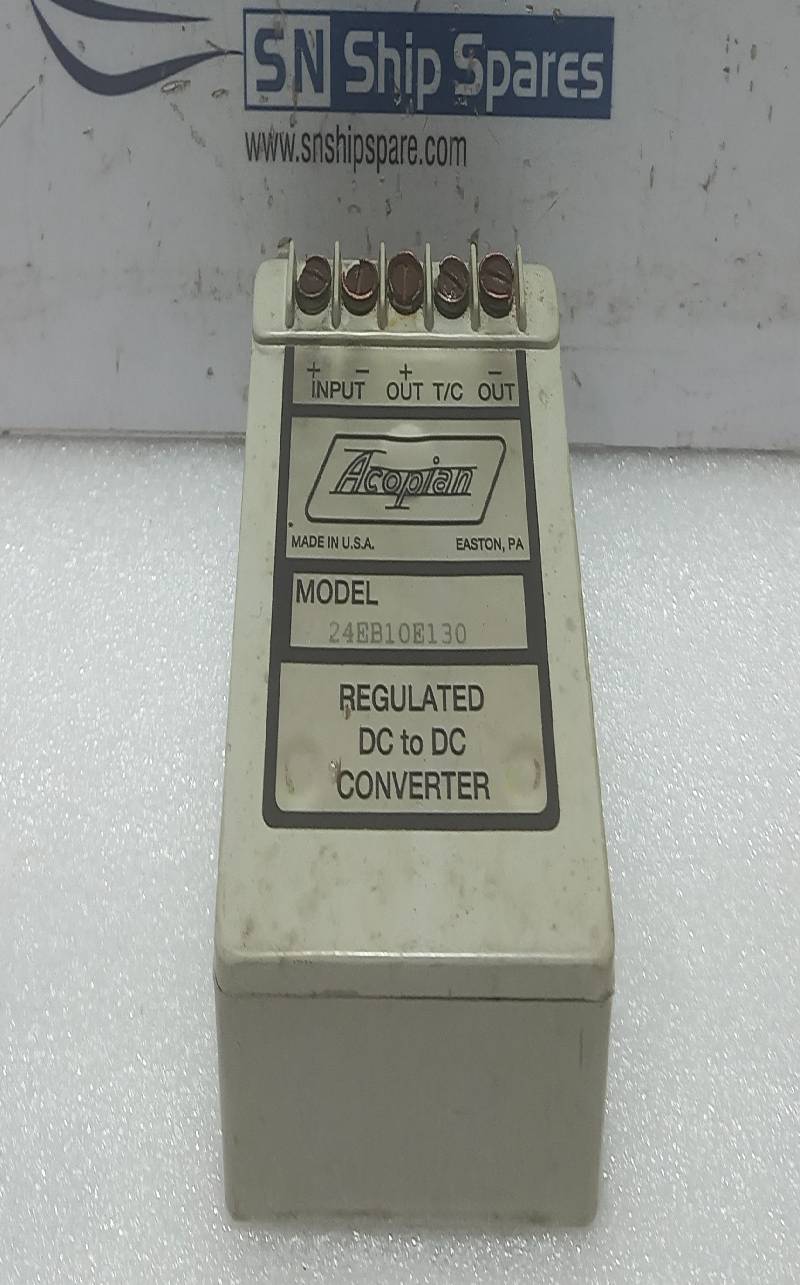 SN Ship Spares
www.snshipspare.com
+ − + −
INPUT OUT T/C OUT
Acopian
MADE IN U.S.A. EASTON, PA
MODEL
24EB10E130
REGULATED
DC to DC
CONVERTER